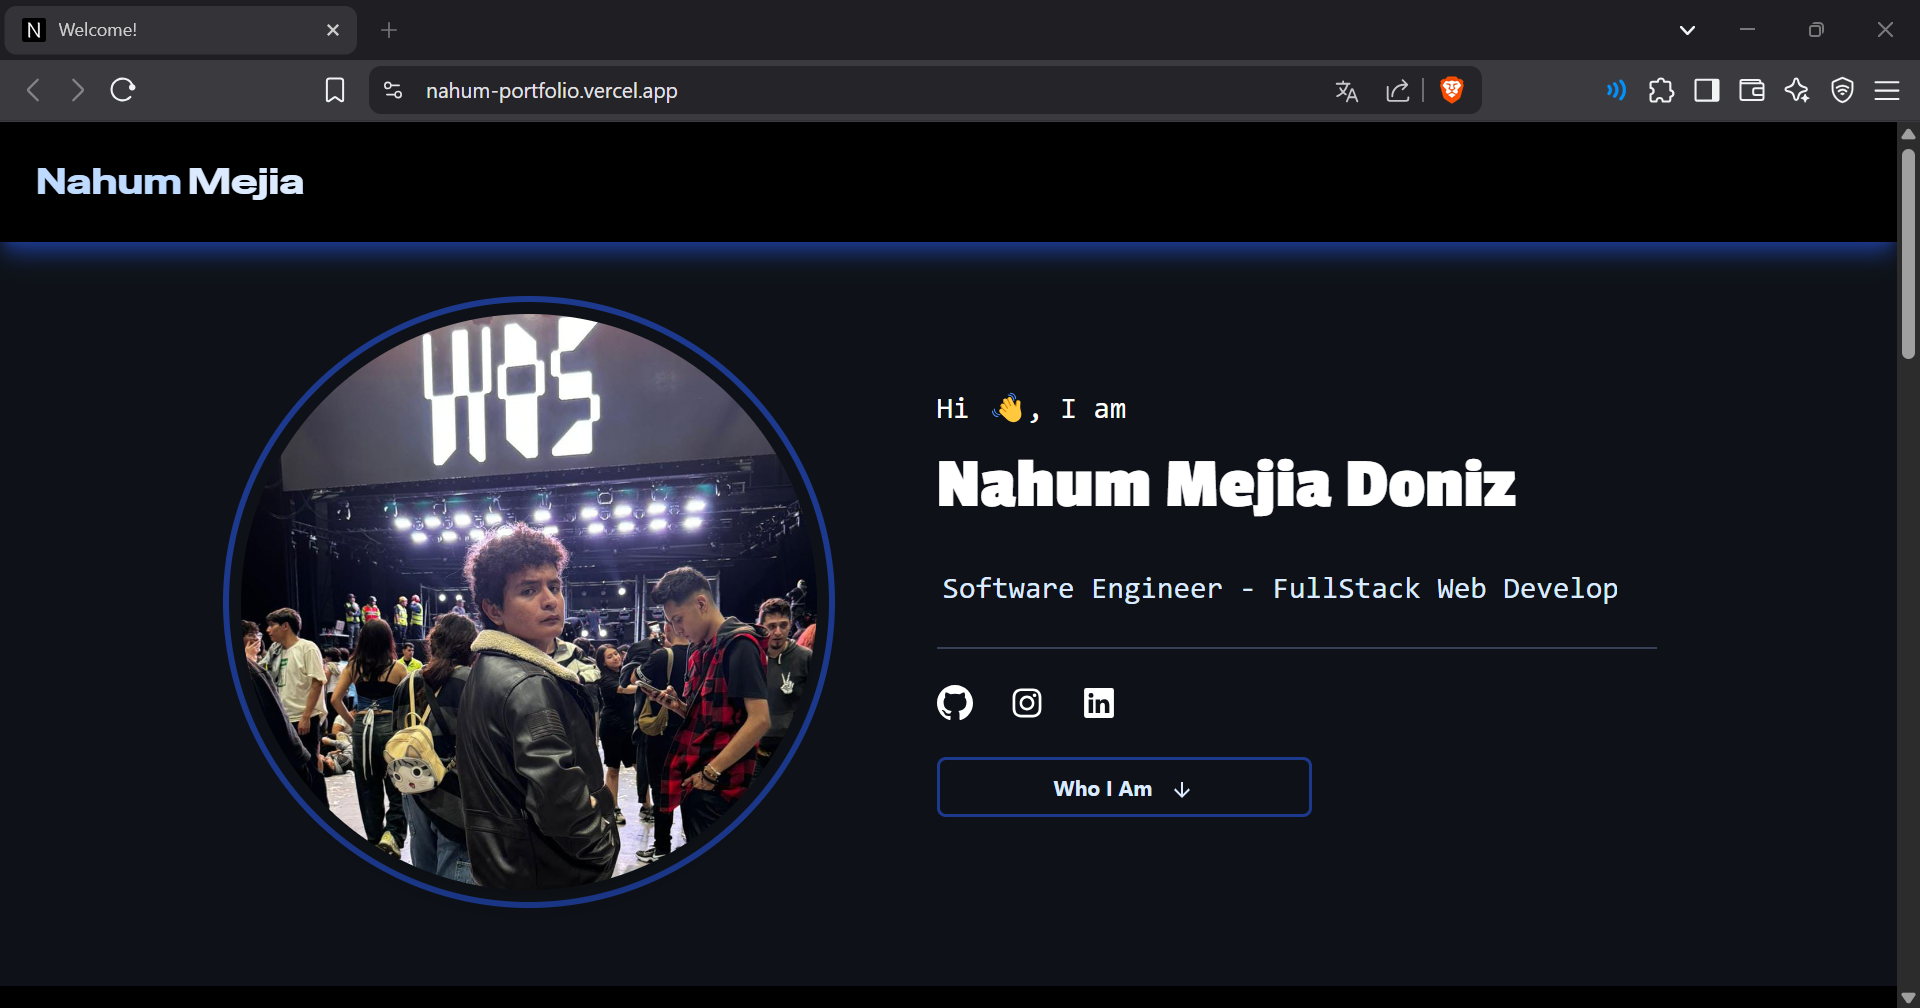 N Welcome!
nahum-portfolio.vercel.app
Nahum Mejia
WOS
Hi 👋, I am
Nahum Mejia Doniz
Software Engineer - FullStack Web Develop
in
Who I Am ↓